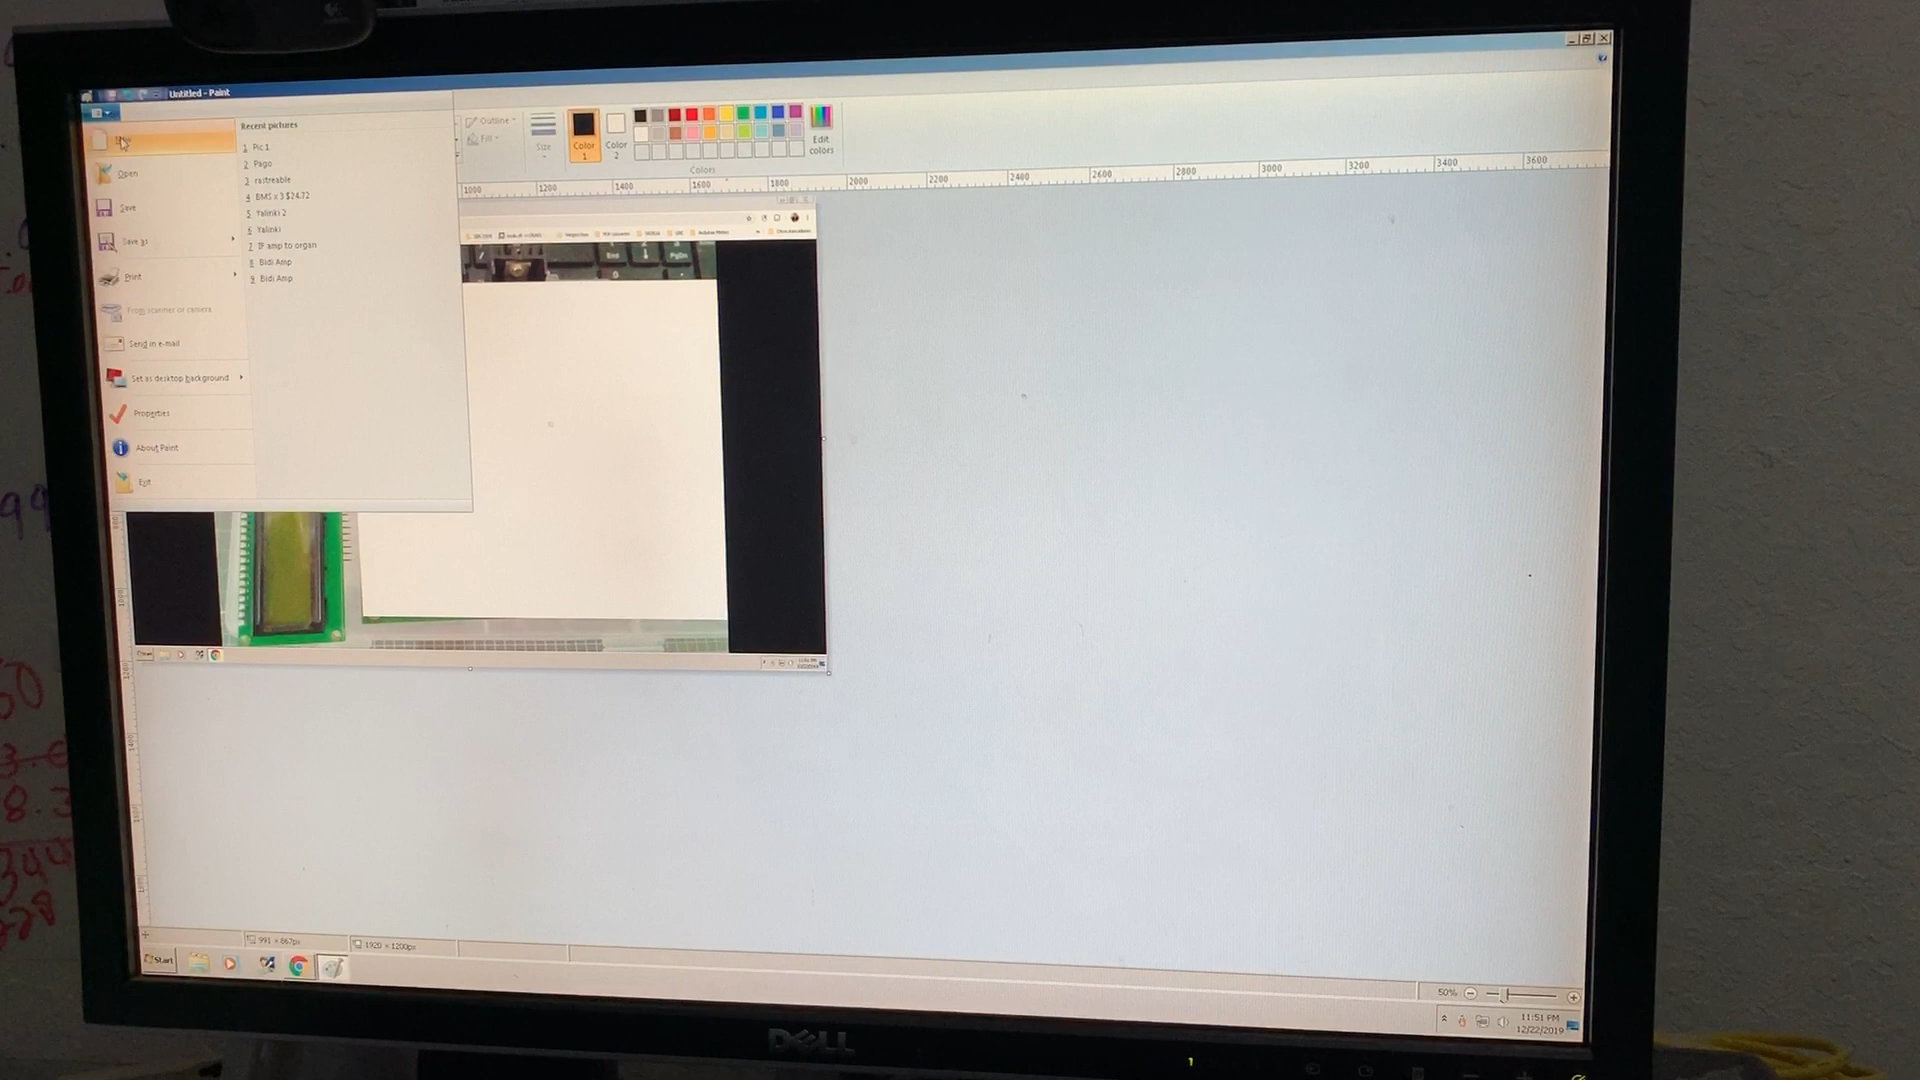 Untitled - Paint
Recent pictures
1 Pic 1
2 Pago
3 rastreable
4 BMS x 3 $24.72
5 Yalinki 2
6 Yalinki
7 IF amp to organ
8 Bidi Amp
9 Bidi Amp
Open
Save
Save as
Print
From scanner or camera
Send in e-mail
Set as desktop background
Properties
About Paint
Exit
Outline
Fill
Size
Color 1
Color 2
Edit colors
Colors
1000 1200 1400 1600 1800 2000 2200 2400 2600 2800 3000 3200 3400 3600
End
PgDn
991 × 867px
1920 × 1200px
50%
Start
11:51 PM
12/22/2019
DELL